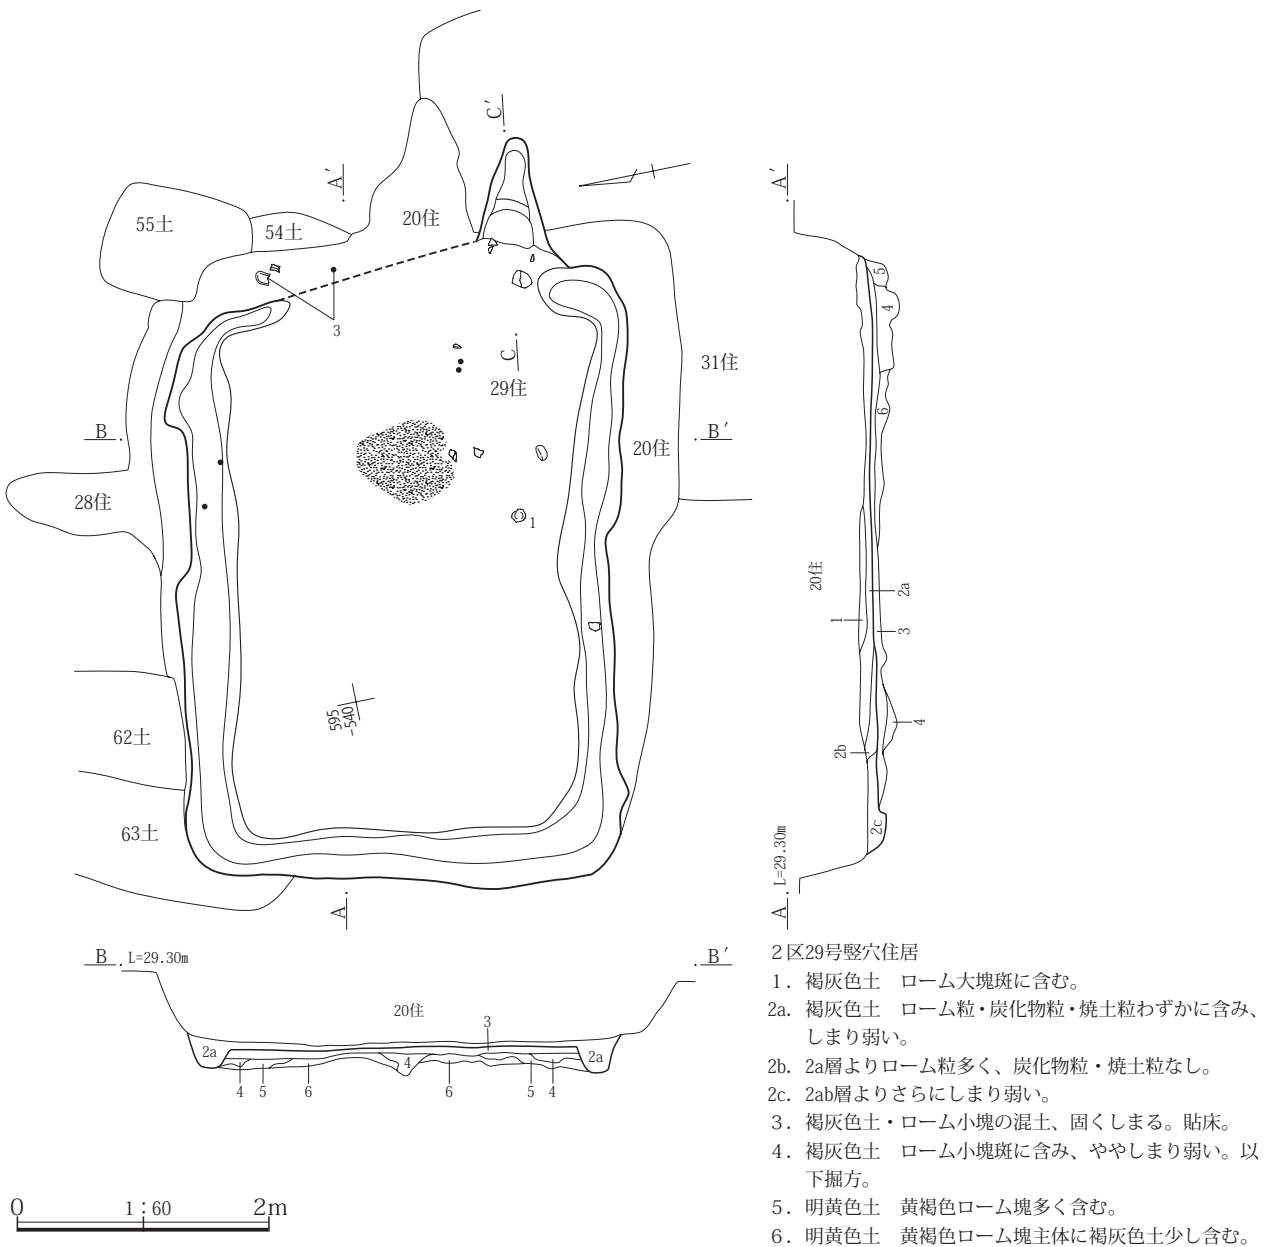 C′
A′
A′
55土
54土
20住
3
C
29住
31住
B
B′
20住
28住
1
20住
2a
1
3
5
4
6
4
2b
2c
595
-540
62土
63土
A
A L=29.30m
B L=29.30m
B′
20住
3
2a
4
2a
4
5
6
6
5
4
２区29号竪穴住居
１. 褐灰色土　ローム大塊斑に含む。
2a. 褐灰色土　ローム粒・炭化物粒・焼土粒わずかに含み、
しまり弱い。
2b. 2a層よりローム粒多く、炭化物粒・焼土粒なし。
2c. 2ab層よりさらにしまり弱い。
３. 褐灰色土・ローム小塊の混土、固くしまる。貼床。
４. 褐灰色土　ローム小塊斑に含み、ややしまり弱い。以
下掘方。
５. 明黄色土　黄褐色ローム塊多く含む。
６. 明黄色土　黄褐色ローム塊主体に褐灰色土少し含む。
0 1：60 2m